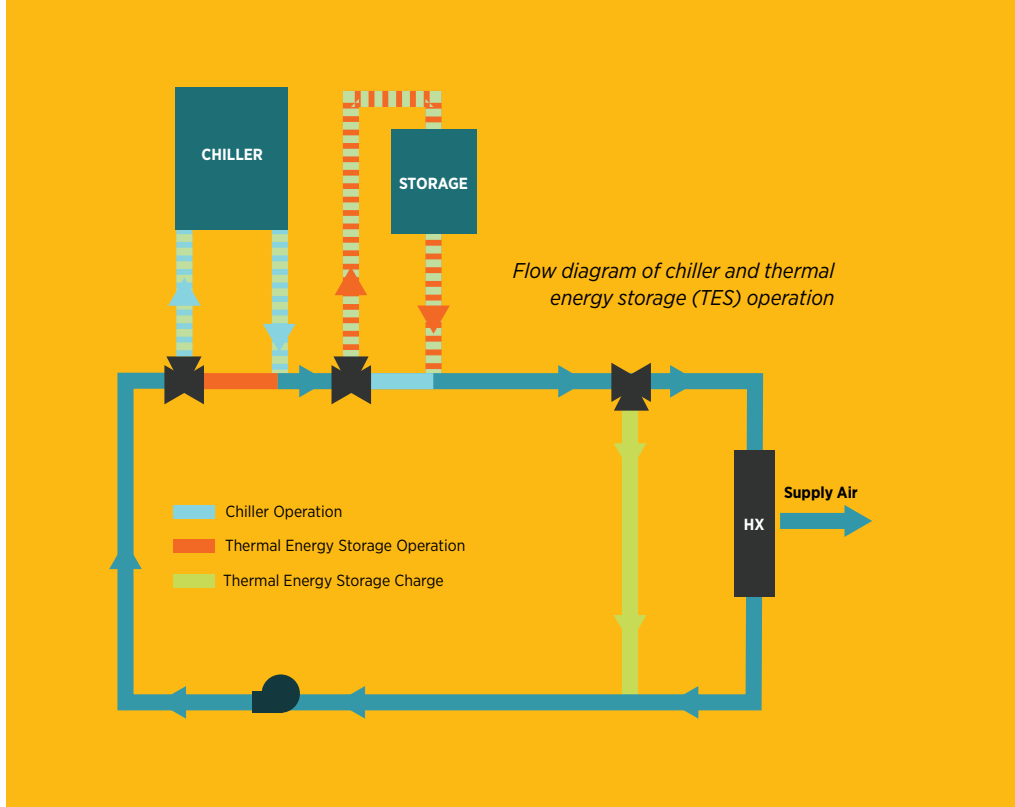 CHILLER
STORAGE
Flow diagram of chiller and thermal
energy storage (TES) operation
Supply Air
HX
Chiller Operation
Thermal Energy Storage Operation
Thermal Energy Storage Charge